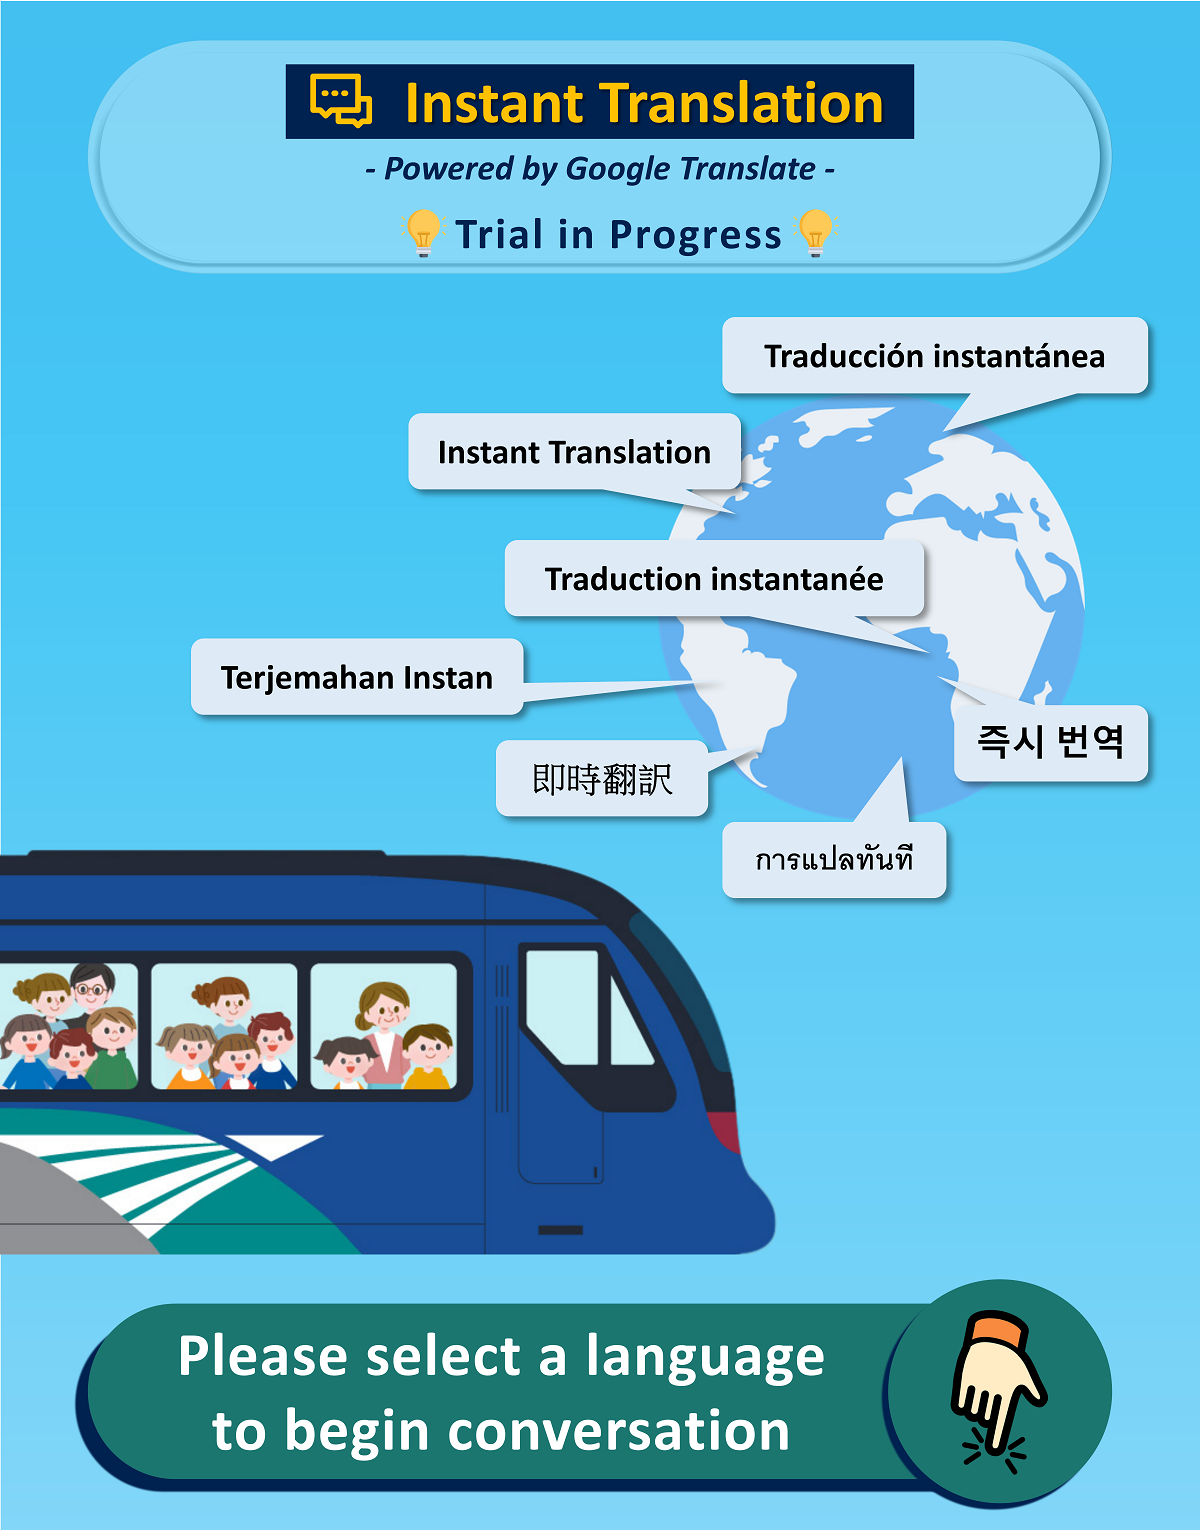 Instant Translation
- Powered by Google Translate -
Trial in Progress
Traducción instantánea
Instant Translation
Traduction instantanée
Terjemahan Instan
즉시 번역
即時翻訳
การแปลทันที
Please select a language
to begin conversation